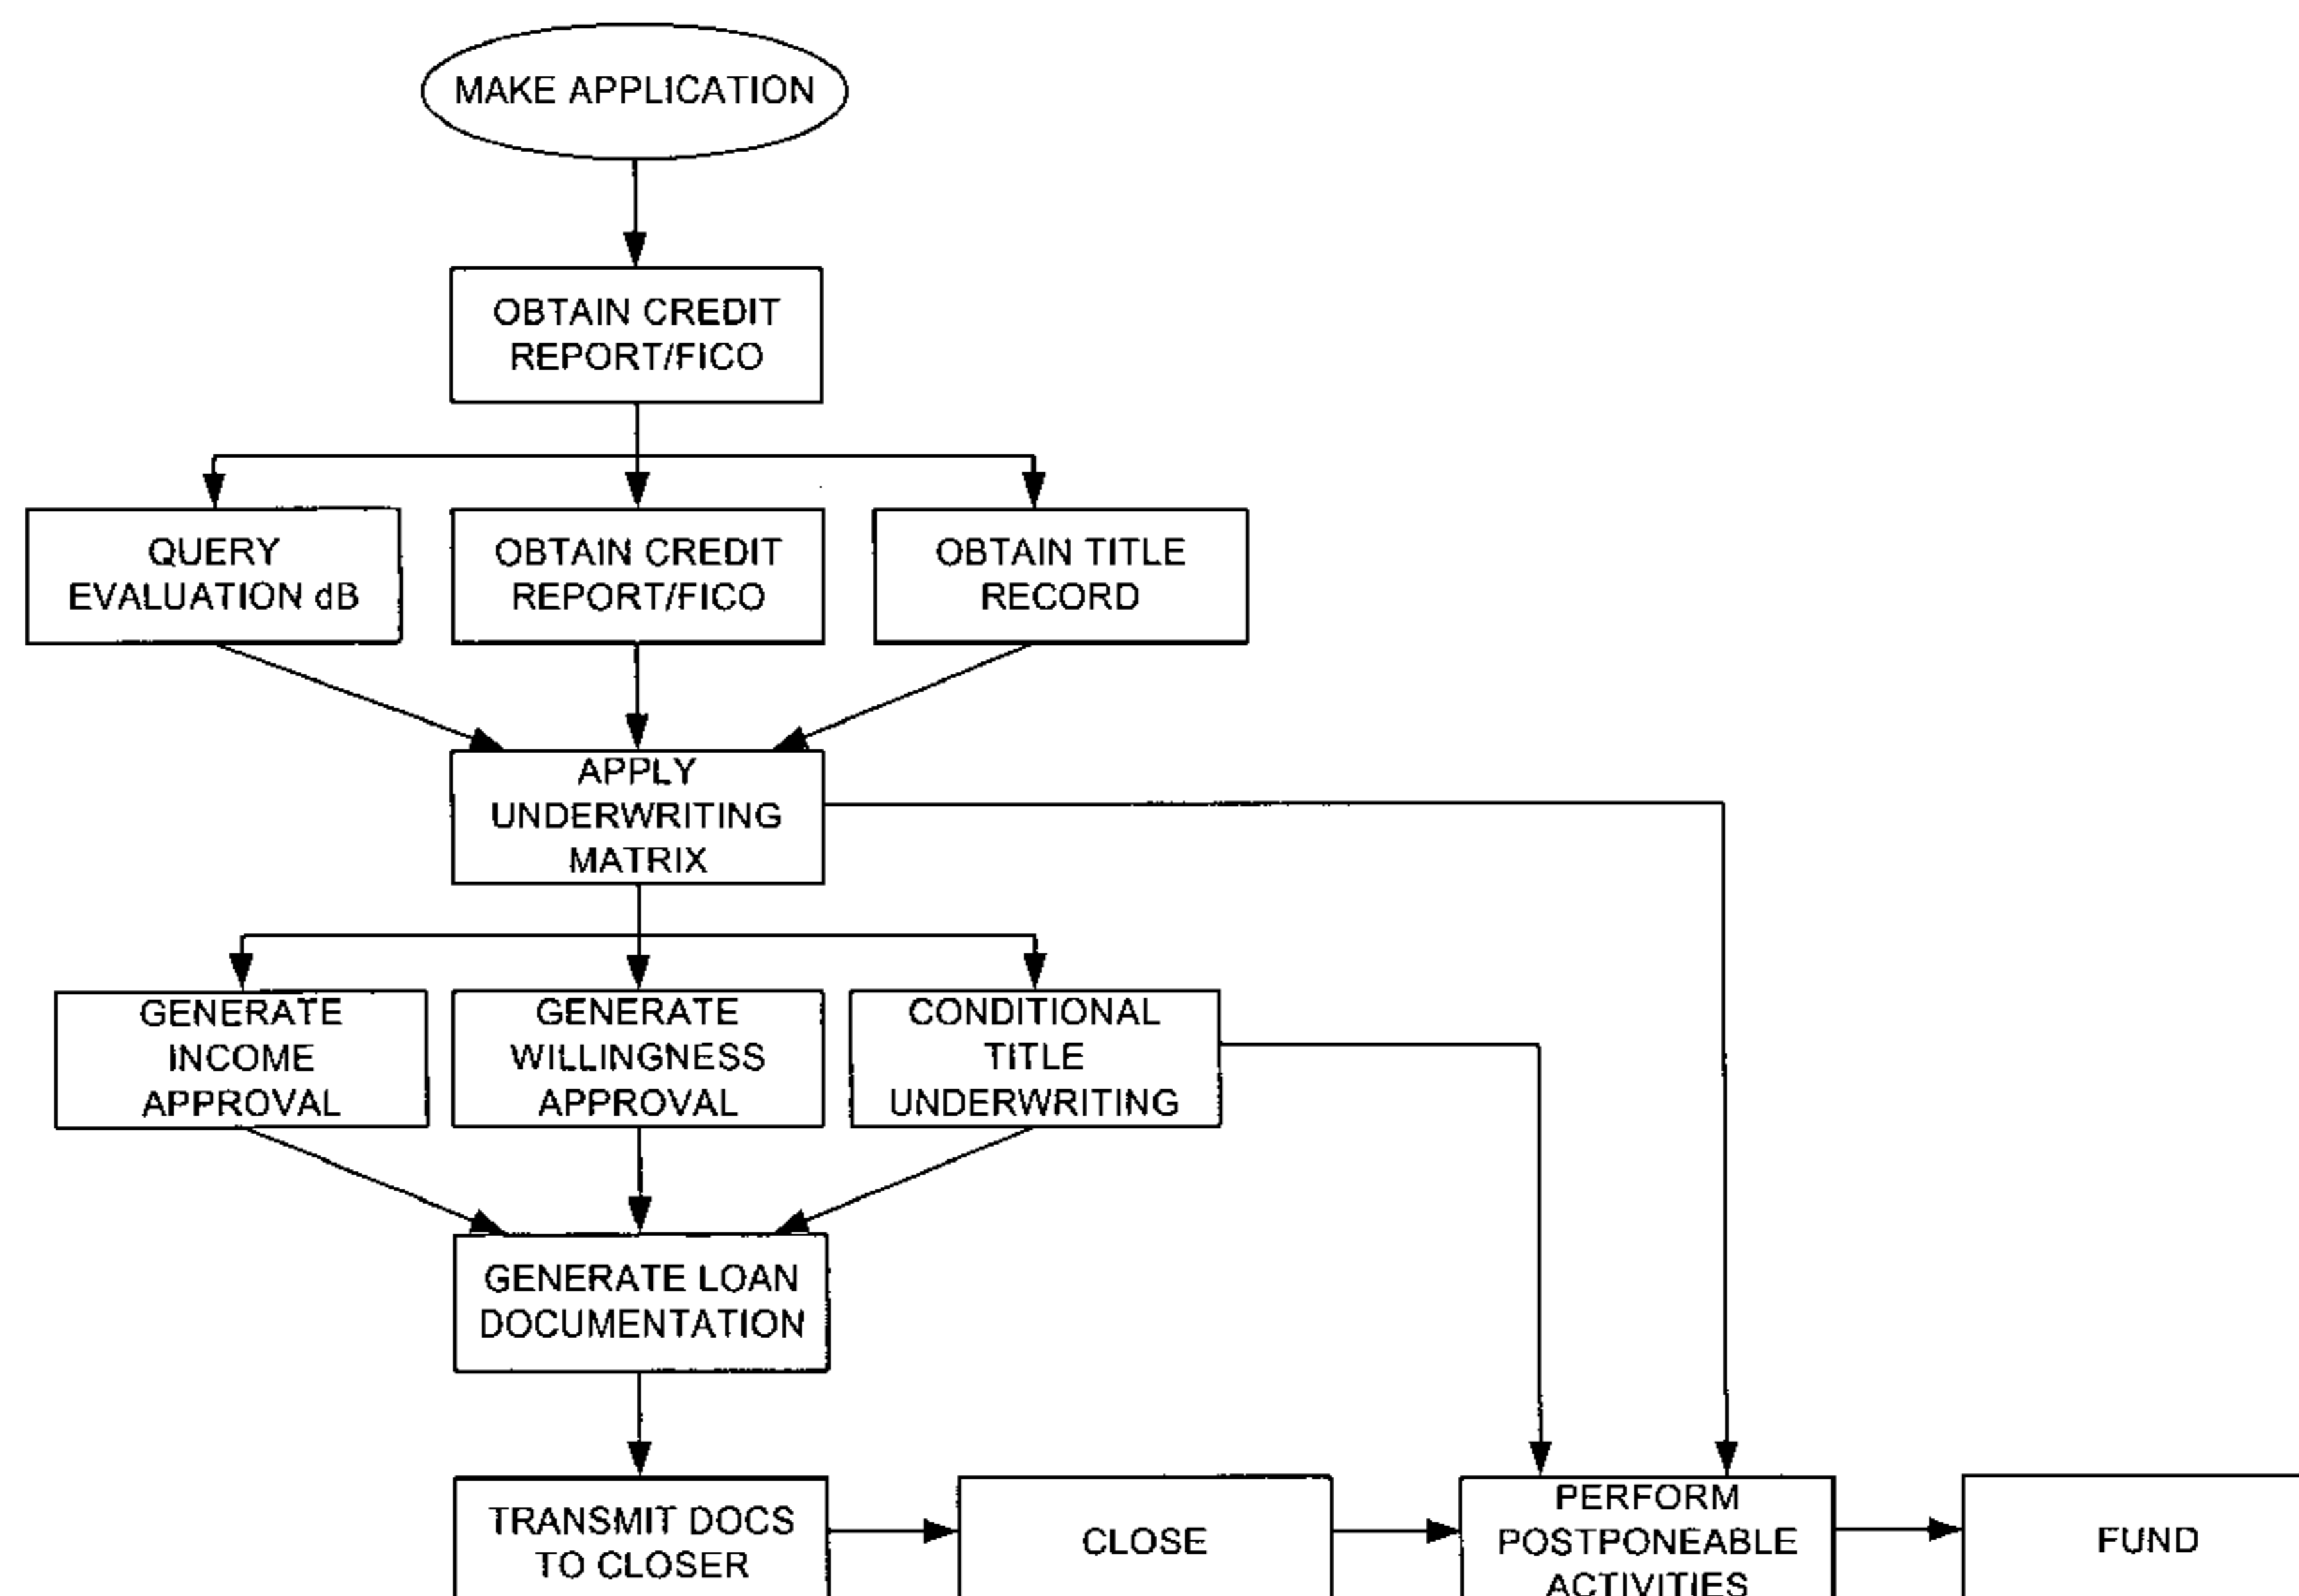 MAKE APPLICATION
OBTAIN CREDIT
REPORT/FICO
QUERY
EVALUATION dB
OBTAIN CREDIT
REPORT/FICO
OBTAIN TITLE
RECORD
APPLY
UNDERWRITING
MATRIX
GENERATE
INCOME
APPROVAL
GENERATE
WILLINGNESS
APPROVAL
CONDITIONAL
TITLE
UNDERWRITING
GENERATE LOAN
DOCUMENTATION
TRANSMIT DOCS
TO CLOSER
CLOSE
PERFORM
POSTPONEABLE
ACTIVITIES
FUND